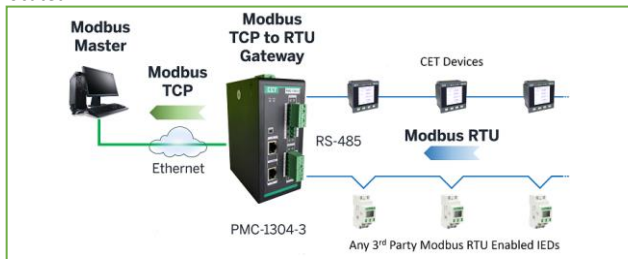 Modbus
Master
Modbus
TCP
Ethernet
Modbus
TCP to RTU
Gateway
CET
PMC-1304-3
RS-485
CET Devices
Modbus RTU
Any 3rd Party Modbus RTU Enabled IEDs